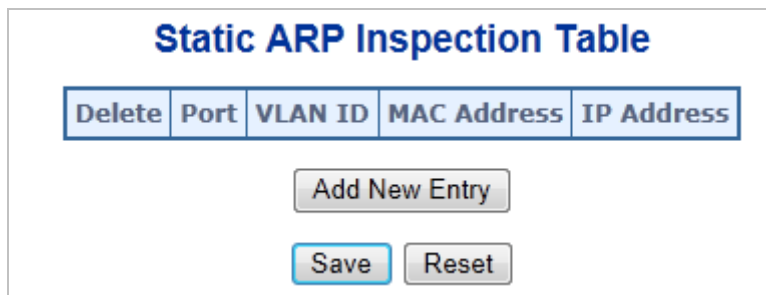 Static ARP Inspection Table
Delete Port VLAN ID MAC Address IP Address
Add New Entry
Save Reset